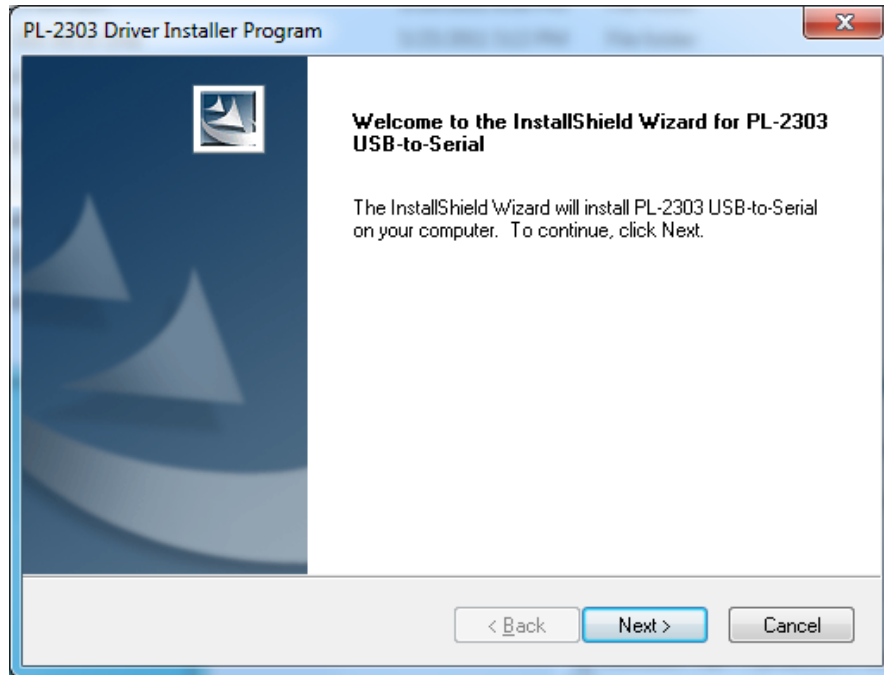 PL-2303 Driver Installer Program
Welcome to the InstallShield Wizard for PL-2303
USB-to-Serial
The InstallShield Wizard will install PL-2303 USB-to-Serial
on your computer. To continue, click Next.
< Back
Next >
Cancel